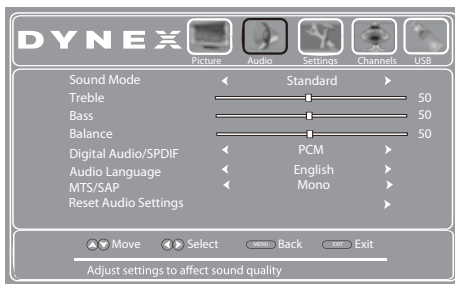 DYNEX
Picture Audio Settings Channels USB
Sound Mode Standard
Treble 50
Bass 50
Balance 50
Digital Audio/SPDIF PCM
Audio Language English
MTS/SAP Mono
Reset Audio Settings
Move Select MENU Back EXIT Exit
Adjust settings to affect sound quality